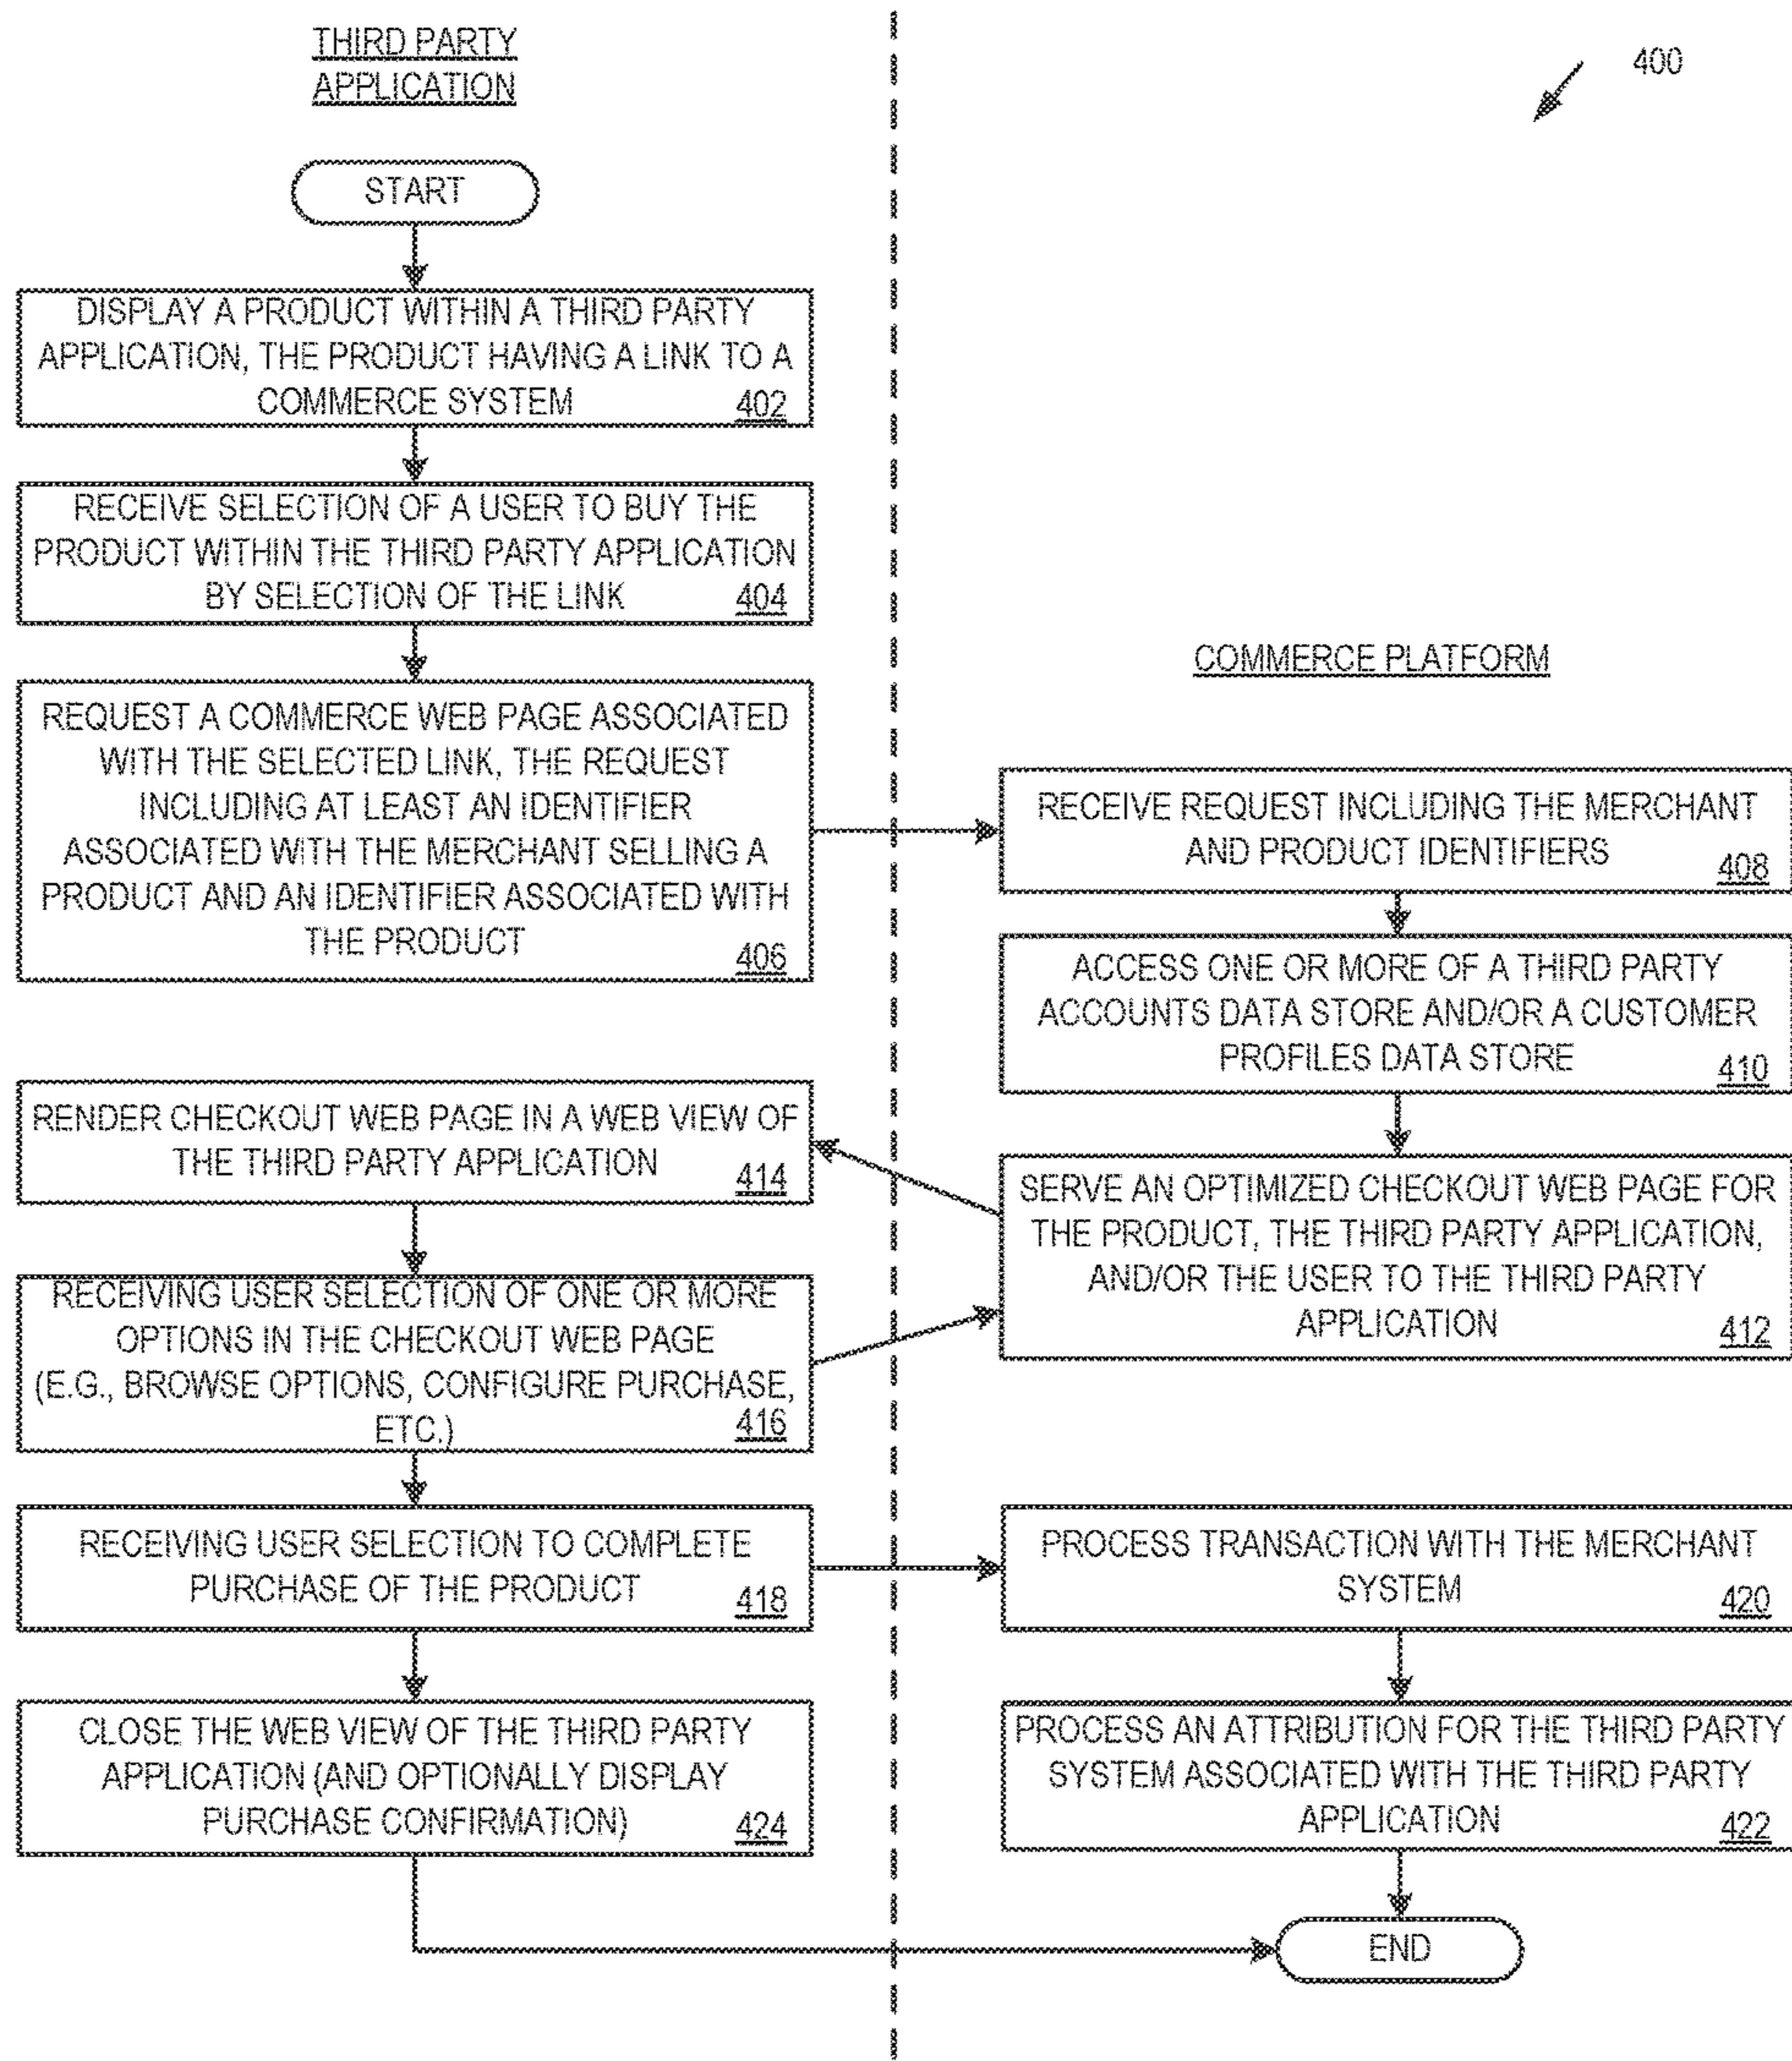 THIRD PARTY
APPLICATION
400
START
DISPLAY A PRODUCT WITHIN A THIRD PARTY
APPLICATION, THE PRODUCT HAVING A LINK TO A
COMMERCE SYSTEM 402
RECEIVE SELECTION OF A USER TO BUY THE
PRODUCT WITHIN THE THIRD PARTY APPLICATION
BY SELECTION OF THE LINK 404
REQUEST A COMMERCE WEB PAGE ASSOCIATED
WITH THE SELECTED LINK, THE REQUEST
INCLUDING AT LEAST AN IDENTIFIER
ASSOCIATED WITH THE MERCHANT SELLING A
PRODUCT AND AN IDENTIFIER ASSOCIATED WITH
THE PRODUCT 406
COMMERCE PLATFORM
RECEIVE REQUEST INCLUDING THE MERCHANT
AND PRODUCT IDENTIFIERS 408
ACCESS ONE OR MORE OF A THIRD PARTY
ACCOUNTS DATA STORE AND/OR A CUSTOMER
PROFILES DATA STORE 410
SERVE AN OPTIMIZED CHECKOUT WEB PAGE FOR
THE PRODUCT, THE THIRD PARTY APPLICATION,
AND/OR THE USER TO THE THIRD PARTY
APPLICATION 412
RENDER CHECKOUT WEB PAGE IN A WEB VIEW OF
THE THIRD PARTY APPLICATION 414
RECEIVING USER SELECTION OF ONE OR MORE
OPTIONS IN THE CHECKOUT WEB PAGE
(E.G., BROWSE OPTIONS, CONFIGURE PURCHASE,
ETC.) 416
RECEIVING USER SELECTION TO COMPLETE
PURCHASE OF THE PRODUCT 418
PROCESS TRANSACTION WITH THE MERCHANT
SYSTEM 420
PROCESS AN ATTRIBUTION FOR THE THIRD PARTY
SYSTEM ASSOCIATED WITH THE THIRD PARTY
APPLICATION 422
CLOSE THE WEB VIEW OF THE THIRD PARTY
APPLICATION (AND OPTIONALLY DISPLAY
PURCHASE CONFIRMATION) 424
END